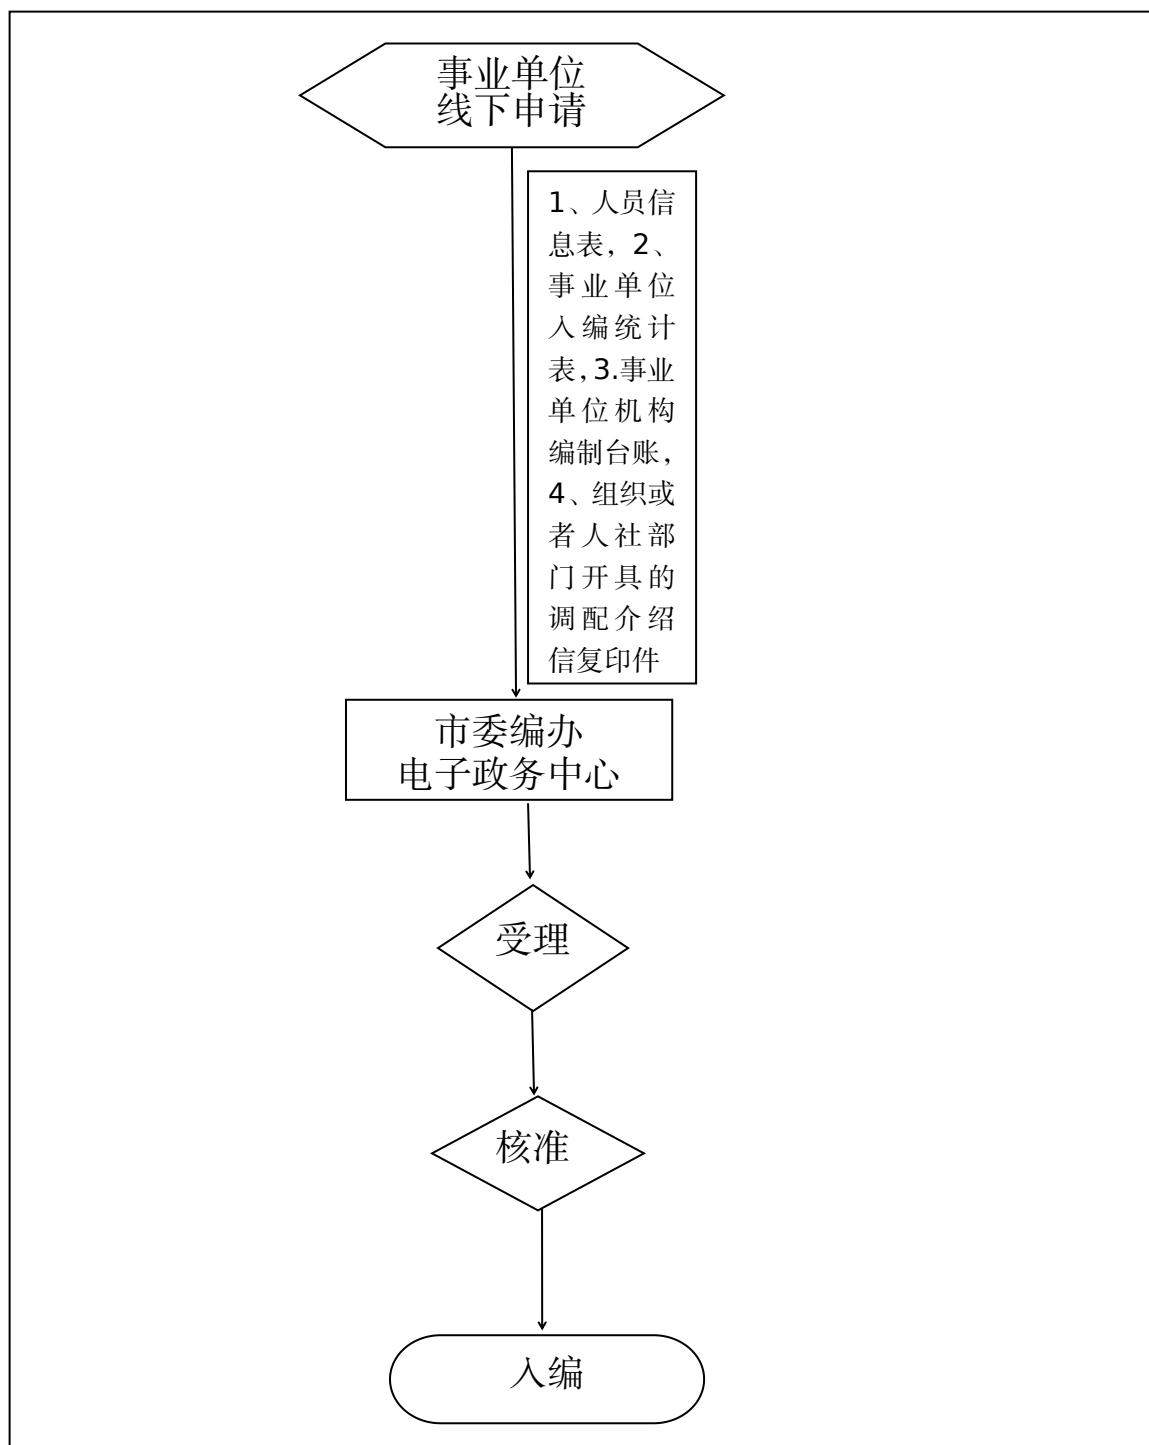 事业单位
线下申请
1、人员信
息表，2、
事业单位
入编统计
表，3.事业
单位机构
编制台账，
4、组织或
者人社部
门开具的
调配介绍
信复印件
市委编办
电子政务中心
受理
核准
入编